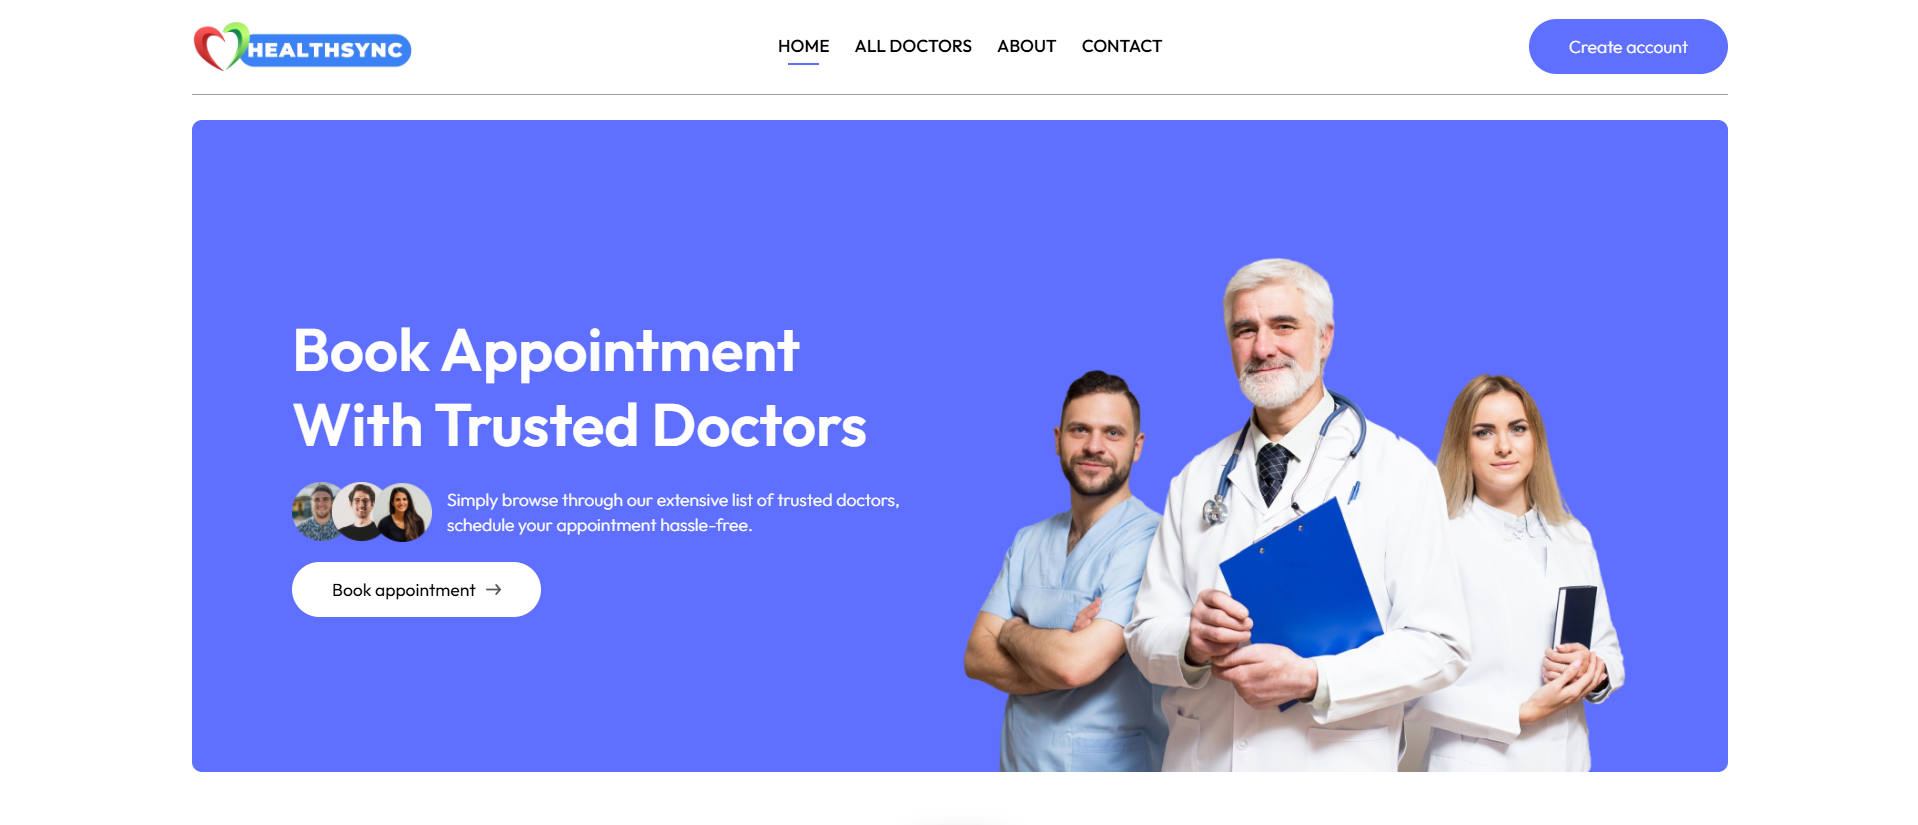 HEALTHSYNC
HOME
ALL DOCTORS
ABOUT
CONTACT
Create account
Book Appointment
With Trusted Doctors
Simply browse through our extensive list of trusted doctors,
schedule your appointment hassle-free.
Book appointment →